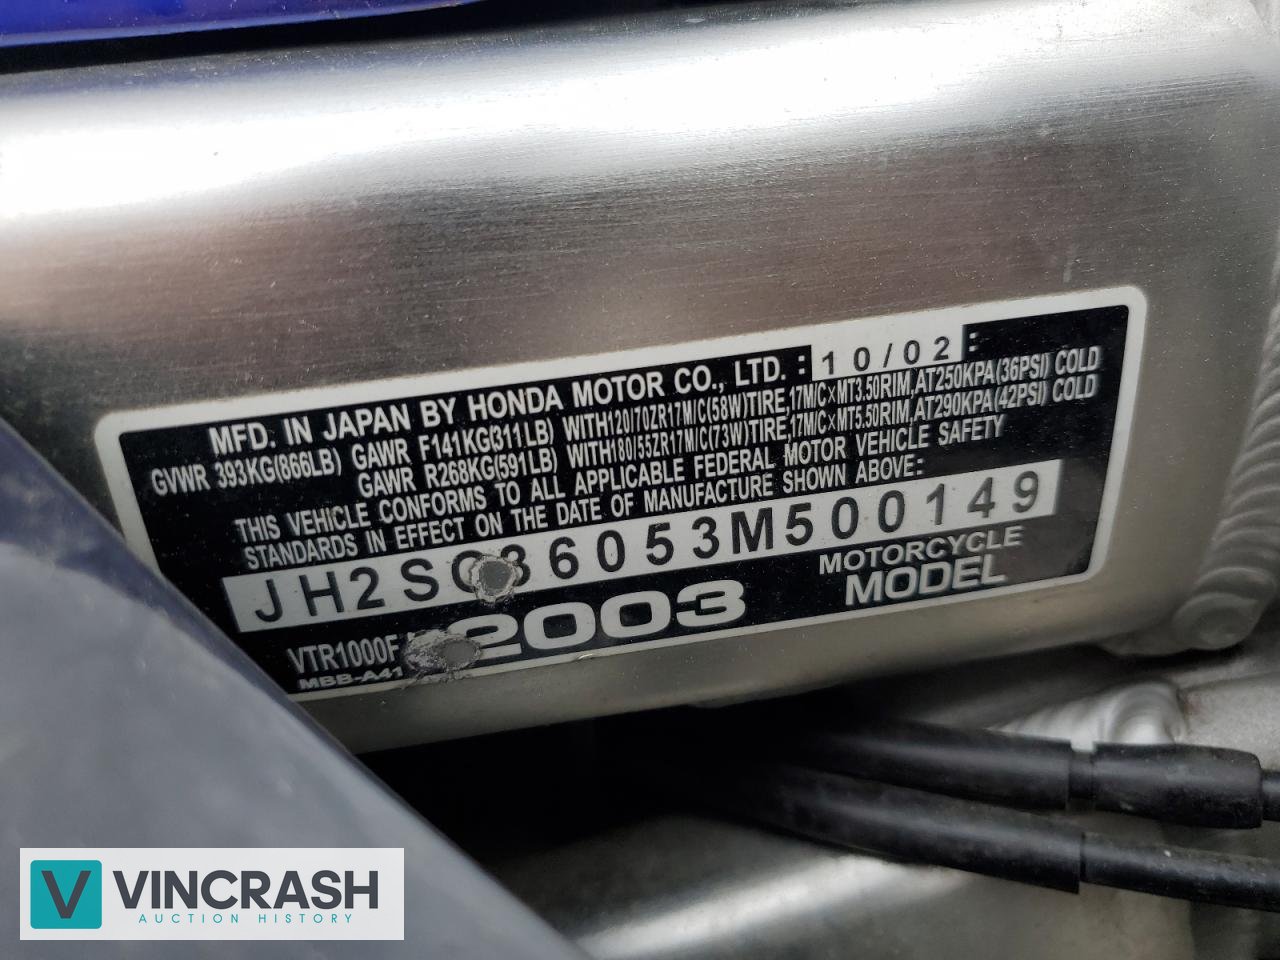 MFD. IN JAPAN BY HONDA MOTOR CO., LTD. : 10/02 :
GVWR 393KG(866LB) GAWR F141KG(311LB) WITH120/70ZR17M/C(58W)TIRE,17M/C×MT3.50RIM,AT250KPA(36PSI) COLD
GAWR R268KG(591LB) WITH180/55ZR17M/C(73W)TIRE,17M/C×MT5.50RIM,AT290KPA(42PSI) COLD
THIS VEHICLE CONFORMS TO ALL APPLICABLE FEDERAL MOTOR VEHICLE SAFETY
STANDARDS IN EFFECT ON THE DATE OF MANUFACTURE SHOWN ABOVE:
JH2SC36053M500149
VTR1000F 2003 MOTORCYCLE
MBB-A41 MODEL
VINCRASH
AUCTION HISTORY